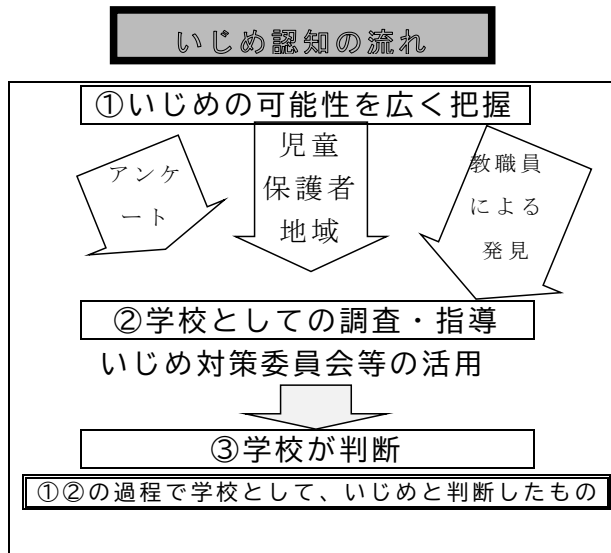 いじめ認知の流れ
①いじめの可能性を広く把握
アンケ
ート
児童
保護者
地域
教職員
による
発見
②学校としての調査・指導
いじめ対策委員会等の活用
③学校が判断
①②の過程で学校として、いじめと判断したもの